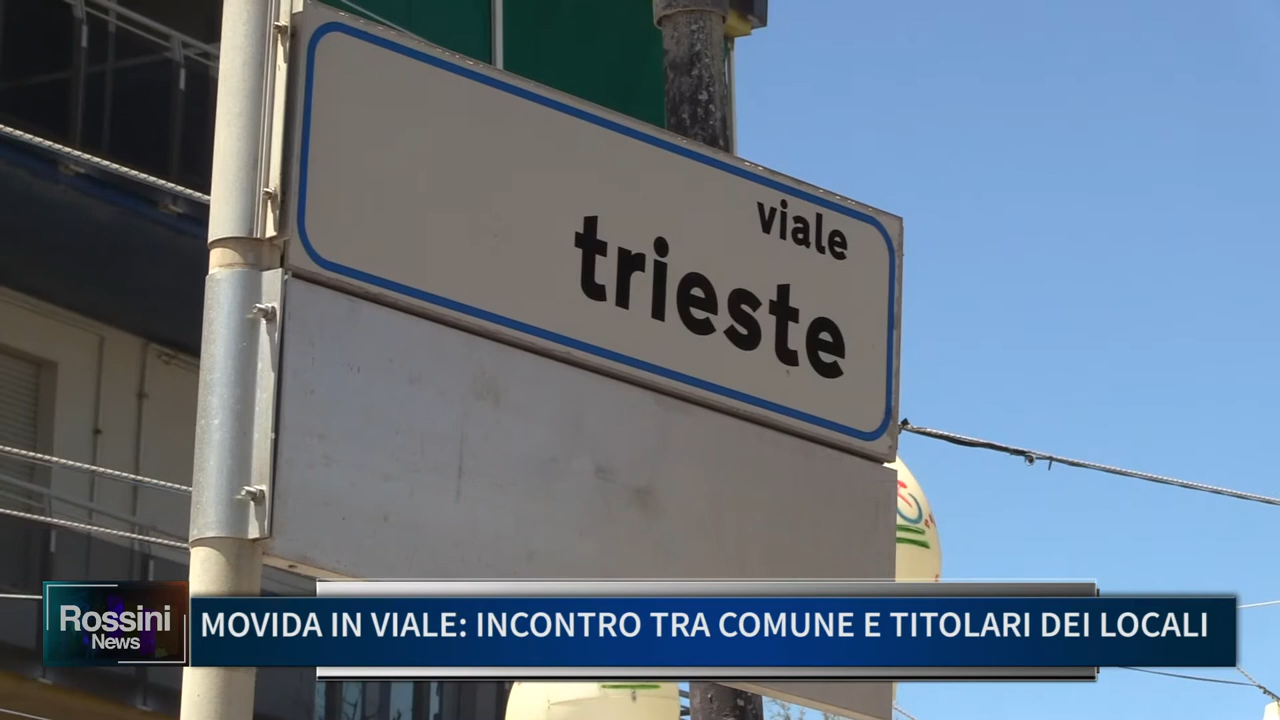 viale
trieste
Rossini
News
MOVIDA IN VIALE: INCONTRO TRA COMUNE E TITOLARI DEI LOCALI